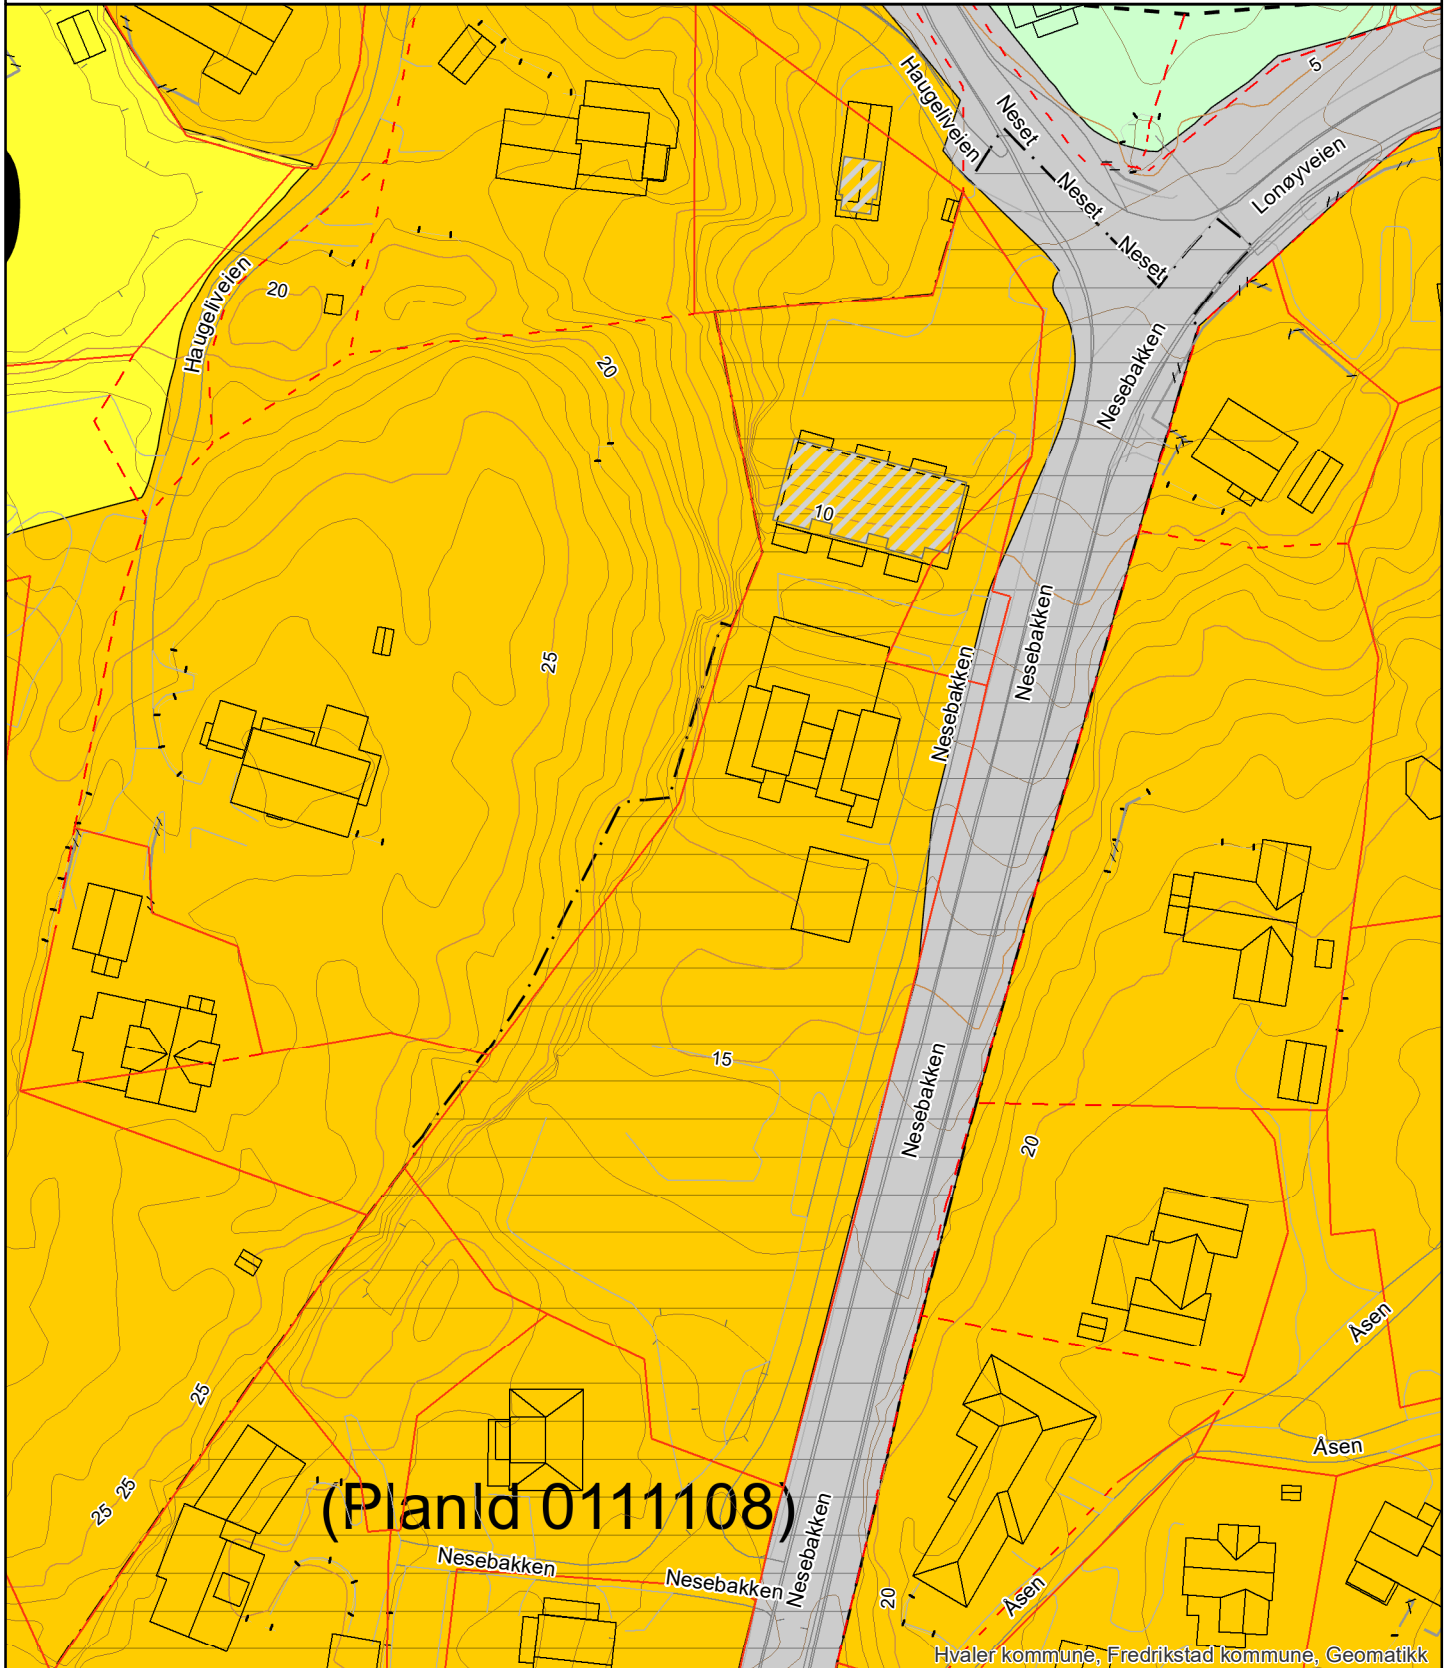 5
Haugeliveien
Neset
Neset
Neset
Lonøyveien
Haugeliveien
20
20
Nesebakken
10
Nesebakken
25
Nesebakken
15
Nesebakken
20
Åsen
25
Åsen
25
25
(PlanId 0111108)
Nesebakken
Nesebakken
Nesebakken
20
Åsen
Hvaler kommune, Fredrikstad kommune, Geomatikk